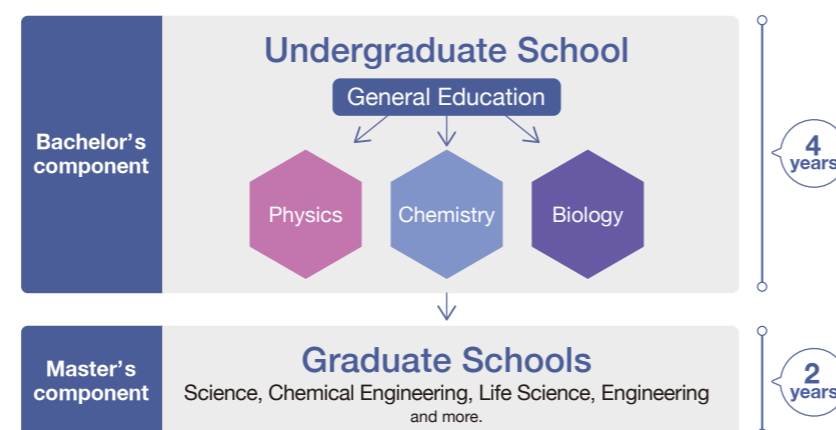 Undergraduate School
General Education
Bachelor's
component
Physics
Chemistry
Biology
4
years
Master's
component
Graduate Schools
Science, Chemical Engineering, Life Science, Engineering
and more.
2
years